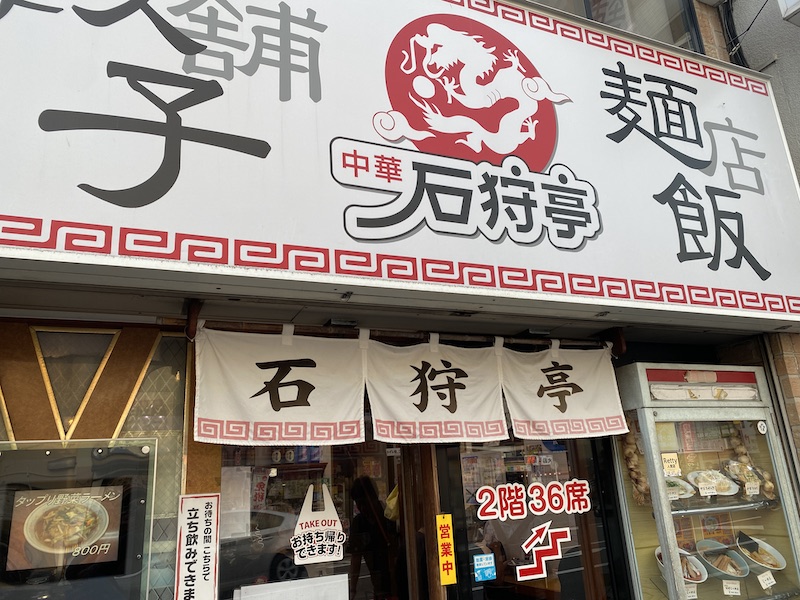 餃子
舗
中華
石狩亭
麺飯
店
石狩亭
タップリ野菜ラーメン
800円
お待ちの間 こちらで
立ち飲みできま
TAKE OUT
お持ち帰り
できます!
営業中
2階36席
Retty